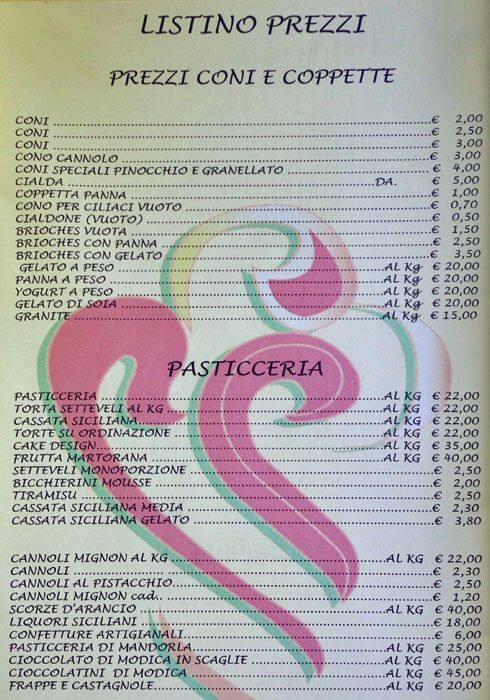 LISTINO PREZZI
PREZZI CONI E COPPETTE
CONI € 2,00
CONI € 2,50
CONI € 3,00
CONO CANNOLO € 3,00
CONI SPECIALI PINOCCHIO E GRANELLATO € 4,00
CIALDA DA. € 5,00
COPPETTA PANNA € 1,00
CONO PER CILIACI VUOTO € 0,70
CIALDONE (VUOTO) € 0,50
BRIOCHES VUOTA € 1,50
BRIOCHES CON PANNA € 2,50
BRIOCHES CON GELATO € 3,50
GELATO A PESO AL Kg € 20,00
PANNA A PESO AL Kg € 20,00
YOGURT A PESO AL Kg € 20,00
GELATO DI SOIA AL Kg € 20,00
GRANITE AL Kg € 15,00
PASTICCERIA
PASTICCERIA AL KG € 22,00
TORTA SETTEVELI AL KG AL KG € 22,00
CASSATA SICILIANA AL KG € 22,00
TORTE SU ORDINAZIONE AL KG € 22,00
CAKE DESIGN AL KG € 35,00
FRUTTA MARTORANA AL KG € 40,00
SETTEVELI MONOPORZIONE € 2,50
BICCHIERINI MOUSSE € 2,00
TIRAMISU € 2,50
CASSATA SICILIANA MEDIA € 2,30
CASSATA SICILIANA GELATO € 3,80
CANNOLI MIGNON AL KG AL KG € 22,00
CANNOLI € 2,30
CANNOLI AL PISTACCHIO € 2,50
CANNOLI MIGNON cad.. € 1,20
SCORZE D'ARANCIO AL KG € 40,00
LIQUORI SICILIANI € 18,00
CONFETTURE ARTIGIANALI € 6,00
PASTICCERIA DI MANDORLA AL KG € 25,00
CIOCCOLATO DI MODICA IN SCAGLIE AL KG € 40,00
CIOCCOLATINI DI MODICA AL KG € 45,00
FRAPPE E CASTAGNOLE AL KG € 20,00